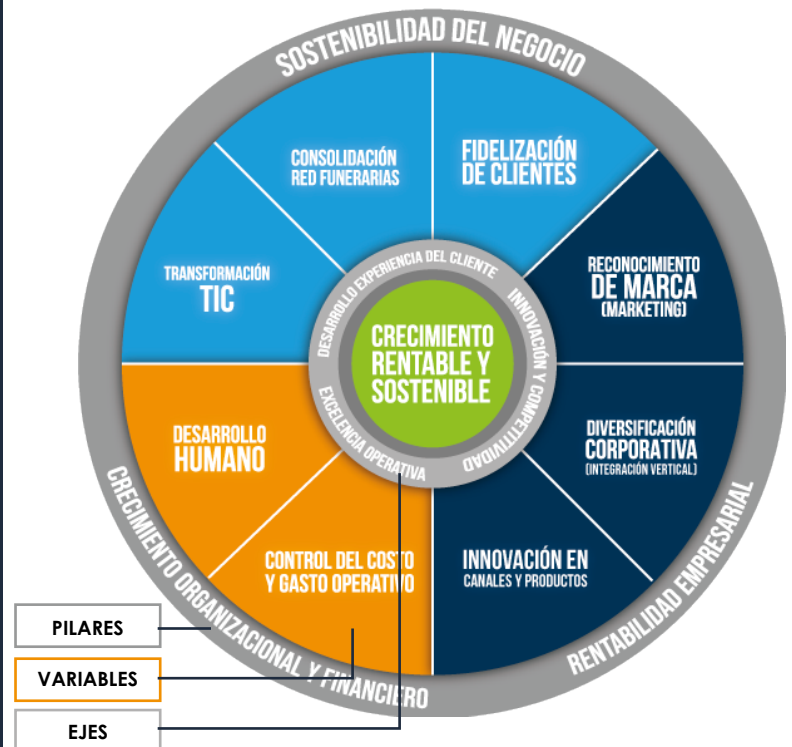 SOSTENIBILIDAD DEL NEGOCIO
CONSOLIDACIÓN
RED FUNERARIAS
FIDELIZACIÓN
DE CLIENTES
TRANSFORMACIÓN
TIC
RECONOCIMIENTO
DE MARCA
(MARKETING)
DESARROLLO EXPERIENCIA DEL CLIENTE
INNOVACIÓN Y COMPETITIVIDAD
EXCELENCIA OPERATIVA
CRECIMIENTO
RENTABLE Y
SOSTENIBLE
DESARROLLO
HUMANO
DIVERSIFICACIÓN
CORPORATIVA
(INTEGRACIÓN VERTICAL)
CONTROL DEL COSTO
Y GASTO OPERATIVO
INNOVACIÓN EN
CANALES Y PRODUCTOS
CRECIMIENTO ORGANIZACIONAL Y FINANCIERO
RENTABILIDAD EMPRESARIAL
PILARES
VARIABLES
EJES